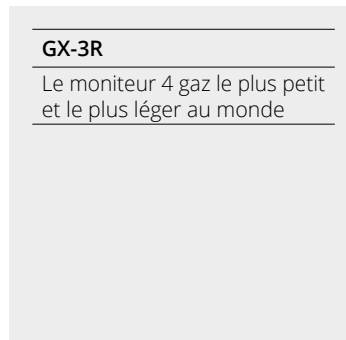 GX-3R
Le moniteur 4 gaz le plus petit
et le plus léger au monde